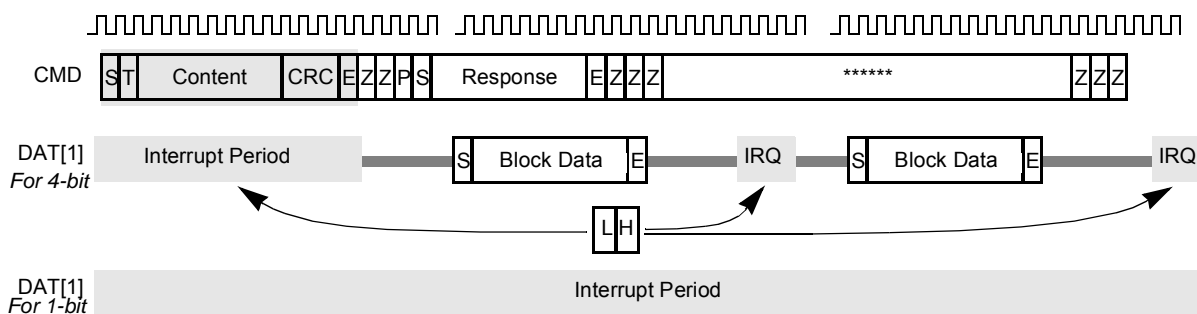 CMD S T Content CRC E Z Z P S Response E Z Z Z ****** Z Z Z
DAT[1] Interrupt Period S Block Data E IRQ S Block Data E IRQ
For 4-bit
L H
DAT[1] Interrupt Period
For 1-bit